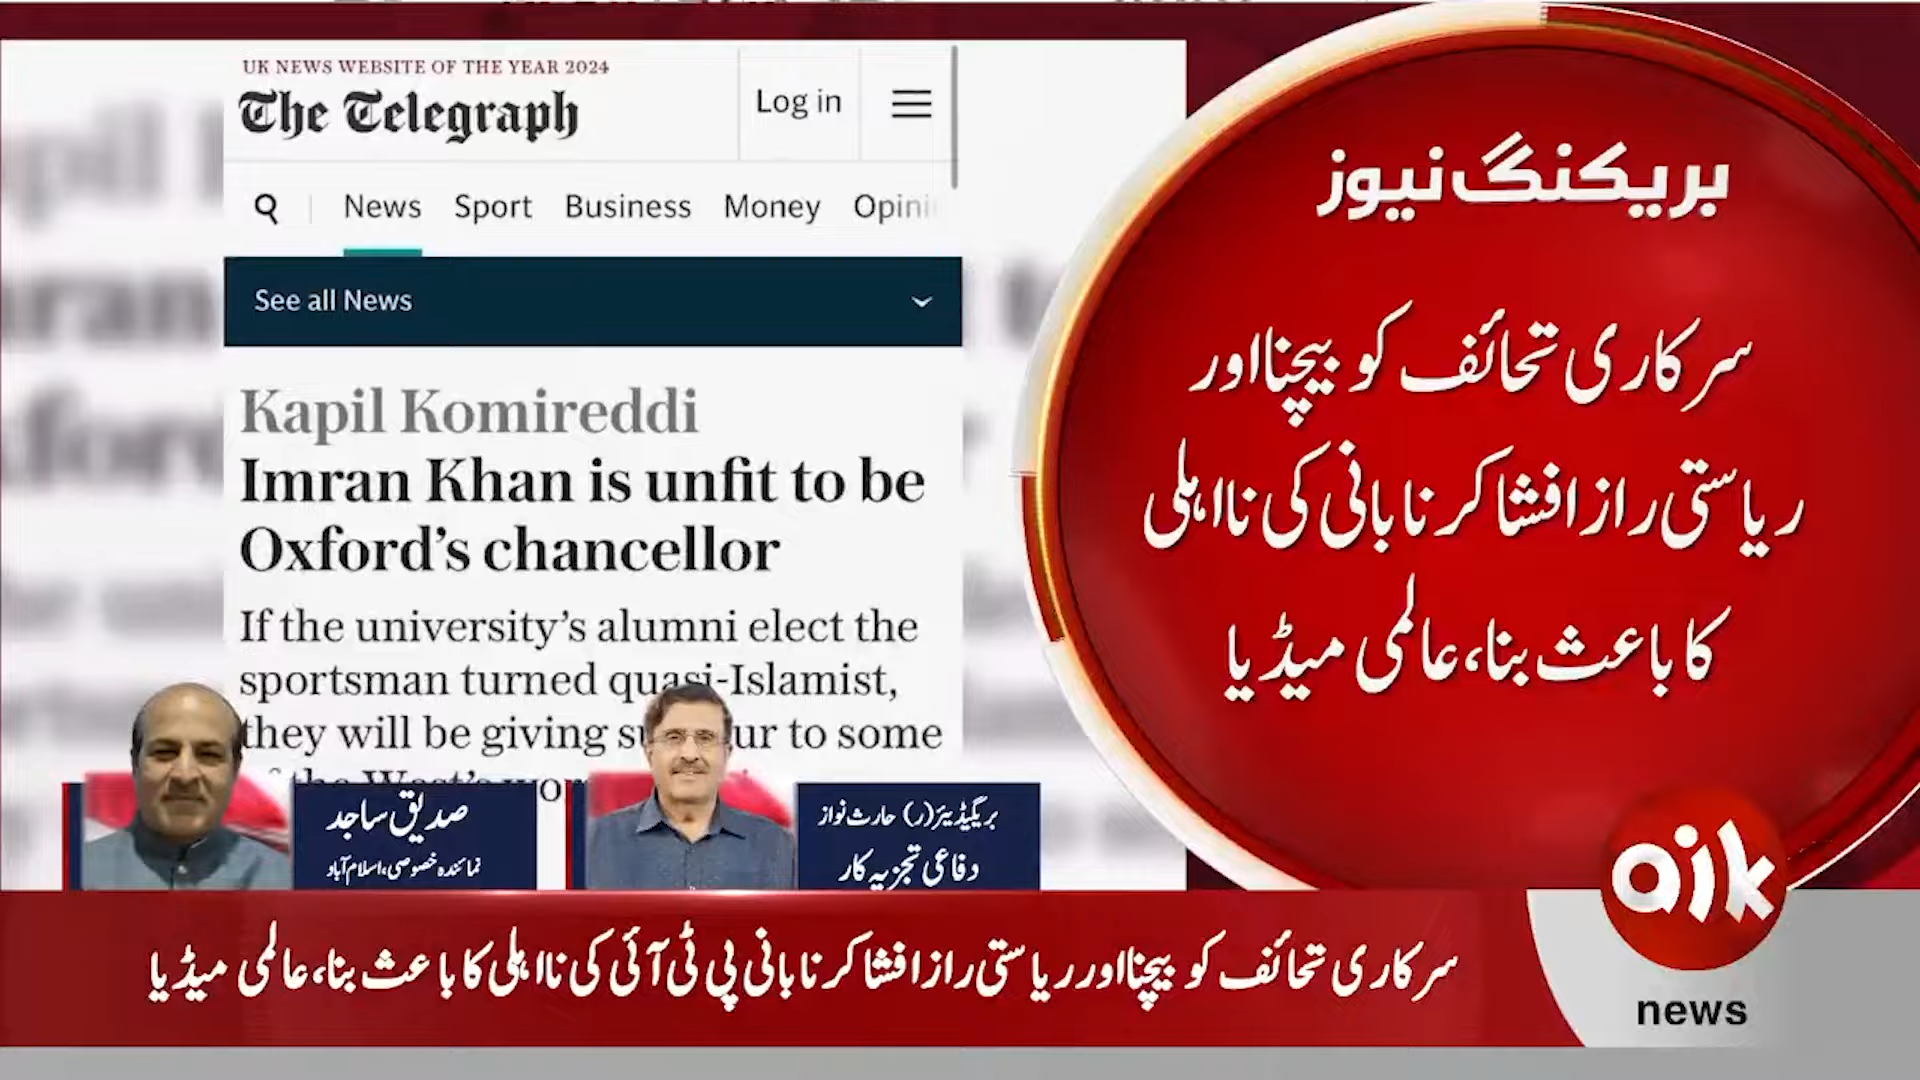 UK NEWS WEBSITE OF THE YEAR 2024
The Telegraph
Log in
News Sport Business Money
See all News
Kapil Komireddi
Imran Khan is unfit to be
Oxford's chancellor
If the university's alumni elect the
sportsman turned quasi-Islamist,
they will be giving to some
the West's
بریکنگ نیوز
سرکاری تحائف کو بیچنا اور
ریاستی راز افشا کرنا بانی کی نااہلی
کا باعث بنا، عالمی میڈیا
صدیق ساجد
نمائندہ خصوصی، اسلام آباد
بریگیڈیئر(ر) حارث نواز
دفاعی تجزیہ کار
سرکاری تحائف کو بیچنا اور ریاستی راز افشا کرنا بانی پی ٹی آئی کی نااہلی کا باعث بنا، عالمی میڈیا
aik
news